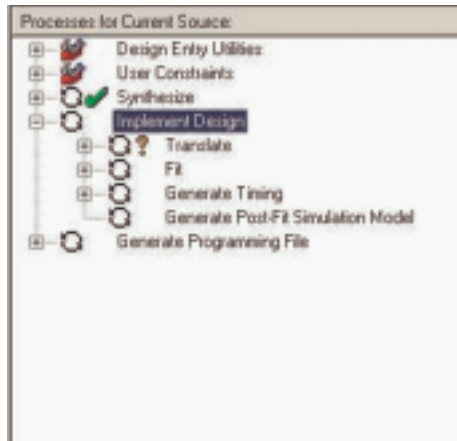 Processes for Current Source:
Design Entry Utilities
User Constraints
Synthesize
Implement Design
Translate
Fit
Generate Timing
Generate Post-Fit Simulation Model
Generate Programming File